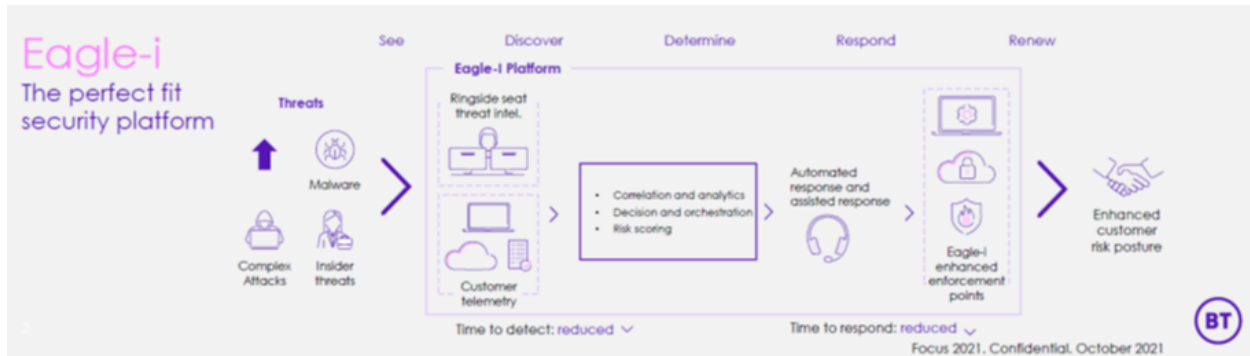 Eagle-i
The perfect fit
security platform
See
Discover
Determine
Respond
Renew
Threats
Malware
Complex
Attacks
Insider
threats
Eagle-I Platform
Ringside seat
threat intel.
Customer
telemetry
• Correlation and analytics
• Decision and orchestration
• Risk scoring
Automated
response and
assisted response
Eagle-i
enhanced
enforcement
points
Enhanced
customer
risk posture
Time to detect: reduced
Time to respond: reduced
2
Focus 2021. Confidential. October 2021
BT